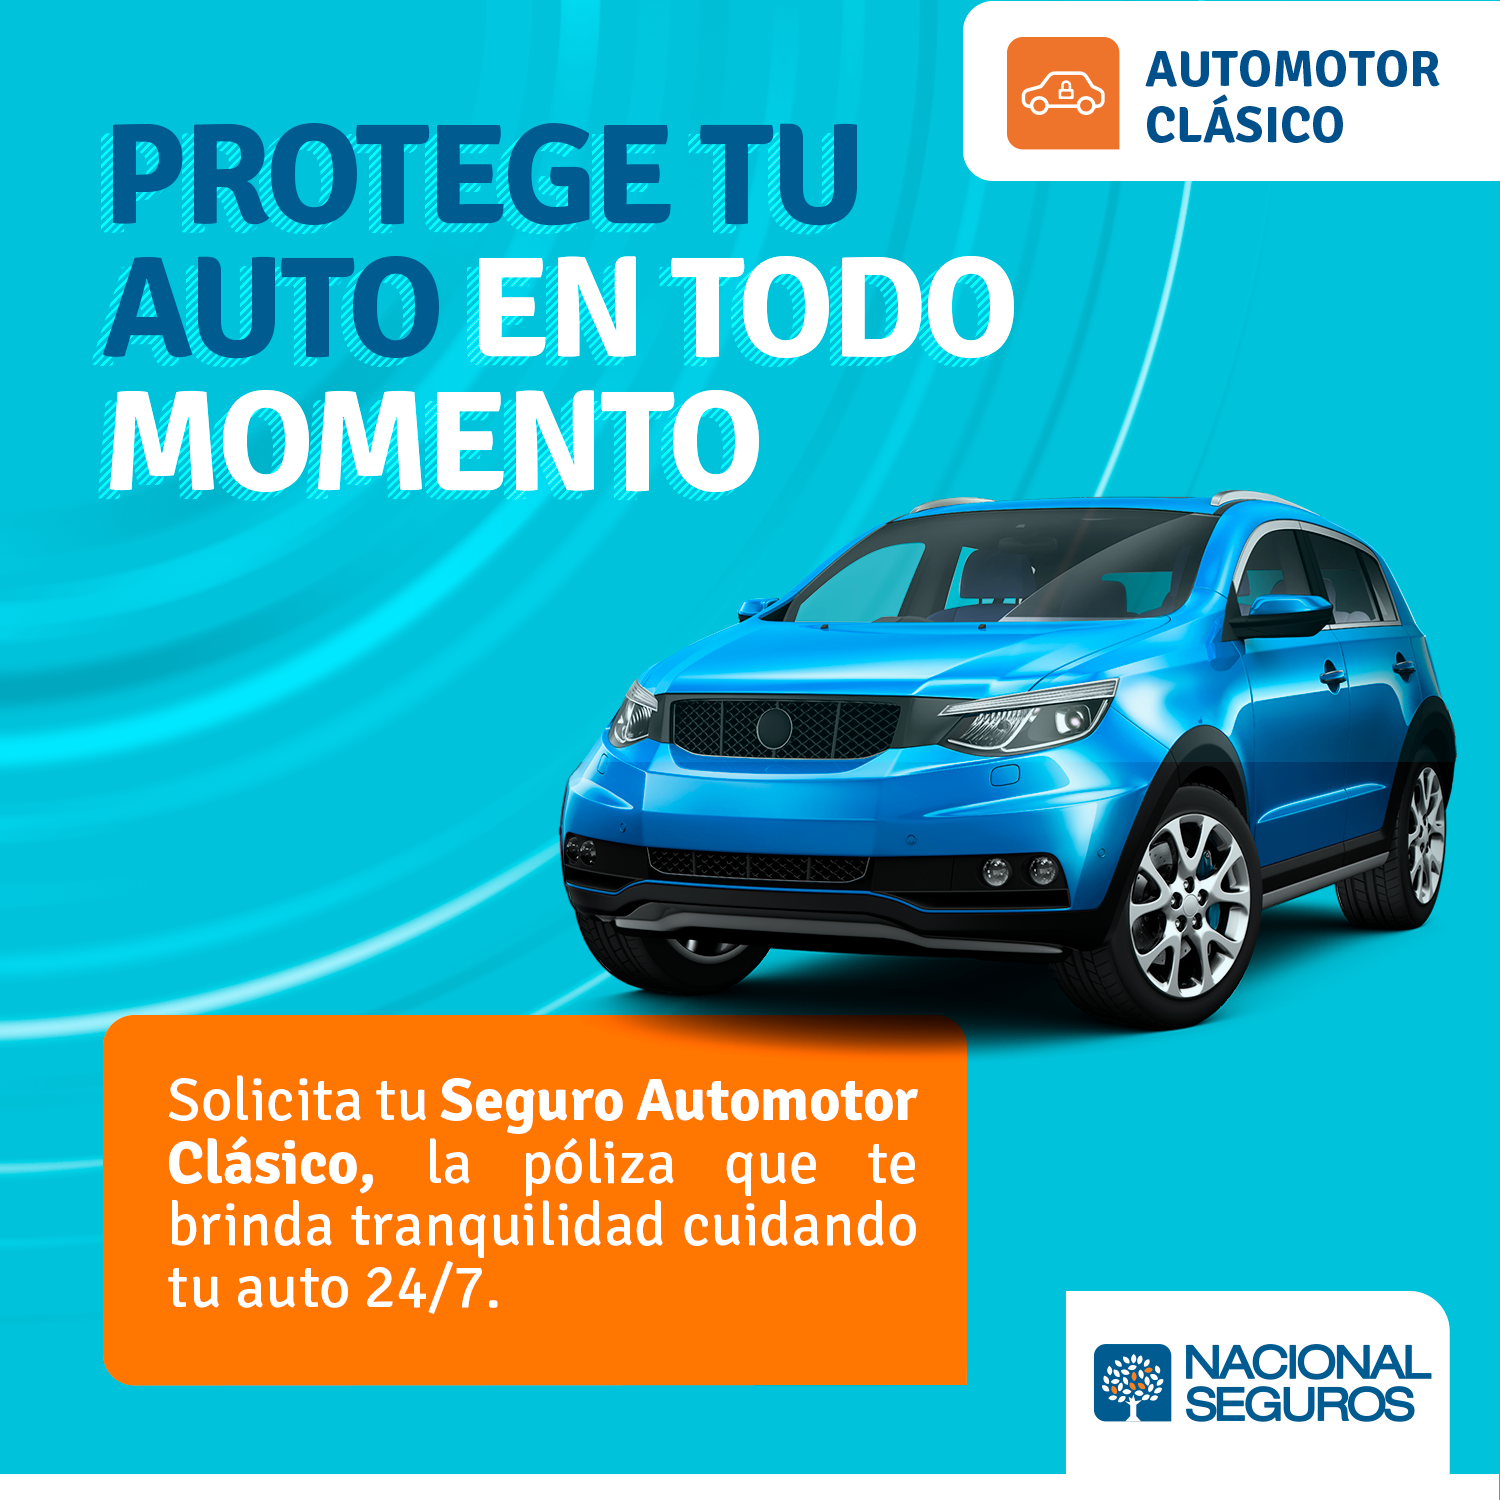 AUTOMOTOR
CLÁSICO
PROTEGE TU
AUTO EN TODO
MOMENTO
Solicita tu Seguro Automotor
Clásico, la póliza que te
brinda tranquilidad cuidando
tu auto 24/7.
NACIONAL
SEGUROS